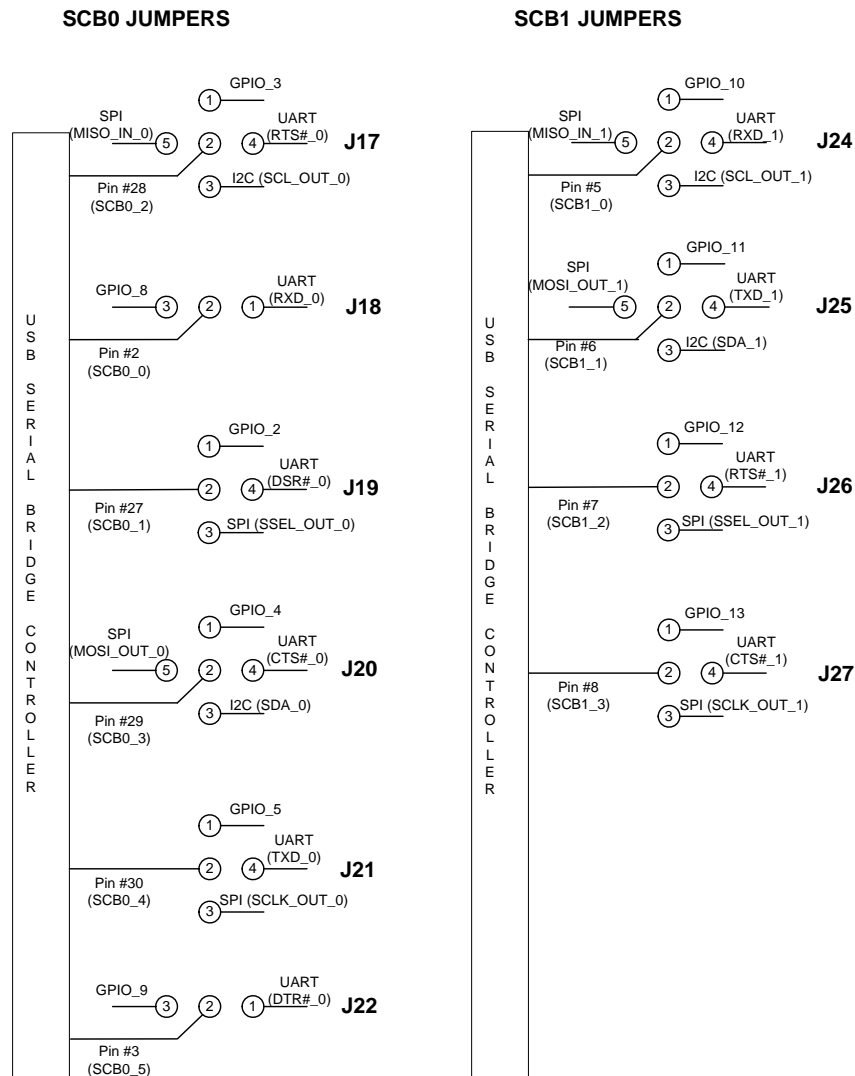 SCB0 JUMPERS
USB SERIAL BRIDGE CONTROLLER
GPIO_3
1
SPI
(MISO_IN_0)
5
2
4
UART
(RTS#_0)
J17
3
I2C (SCL_OUT_0)
Pin #28
(SCB0_2)
GPIO_8
3
2
1
UART
(RXD_0)
J18
Pin #2
(SCB0_0)
GPIO_2
1
2
4
UART
(DSR#_0)
J19
Pin #27
(SCB0_1)
3
SPI (SSEL_OUT_0)
GPIO_4
1
SPI
(MOSI_OUT_0)
5
2
4
UART
(CTS#_0)
J20
3
I2C (SDA_0)
Pin #29
(SCB0_3)
GPIO_5
1
2
4
UART
(TXD_0)
J21
Pin #30
(SCB0_4)
3
SPI (SCLK_OUT_0)
GPIO_9
3
2
1
UART
(DTR#_0)
J22
Pin #3
(SCB0_5)
SCB1 JUMPERS
USB SERIAL BRIDGE CONTROLLER
GPIO_10
1
SPI
(MISO_IN_1)
5
2
4
UART
(RXD_1)
J24
3
I2C (SCL_OUT_1)
Pin #5
(SCB1_0)
GPIO_11
1
SPI
(MOSI_OUT_1)
5
2
4
UART
(TXD_1)
J25
3
I2C (SDA_1)
Pin #6
(SCB1_1)
GPIO_12
1
2
4
UART
(RTS#_1)
J26
Pin #7
(SCB1_2)
3
SPI (SSEL_OUT_1)
GPIO_13
1
2
4
UART
(CTS#_1)
J27
Pin #8
(SCB1_3)
3
SPI (SCLK_OUT_1)